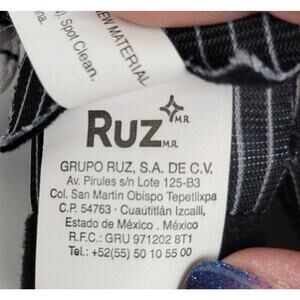 NEW MATERIAL
Spot Clean.
Ruz M.R.
M.R.
GRUPO RUZ, S.A. DE C.V.
Av. Pirules s/n Lote 125-B3
Col. San Martin Obispo Tepetlixpa
C.P. 54763 · Cuautitlán Izcalli,
Estado de México . México
R.F.C.: GRU 971202 8T1
Tel.: +52(55) 50 10 55 00